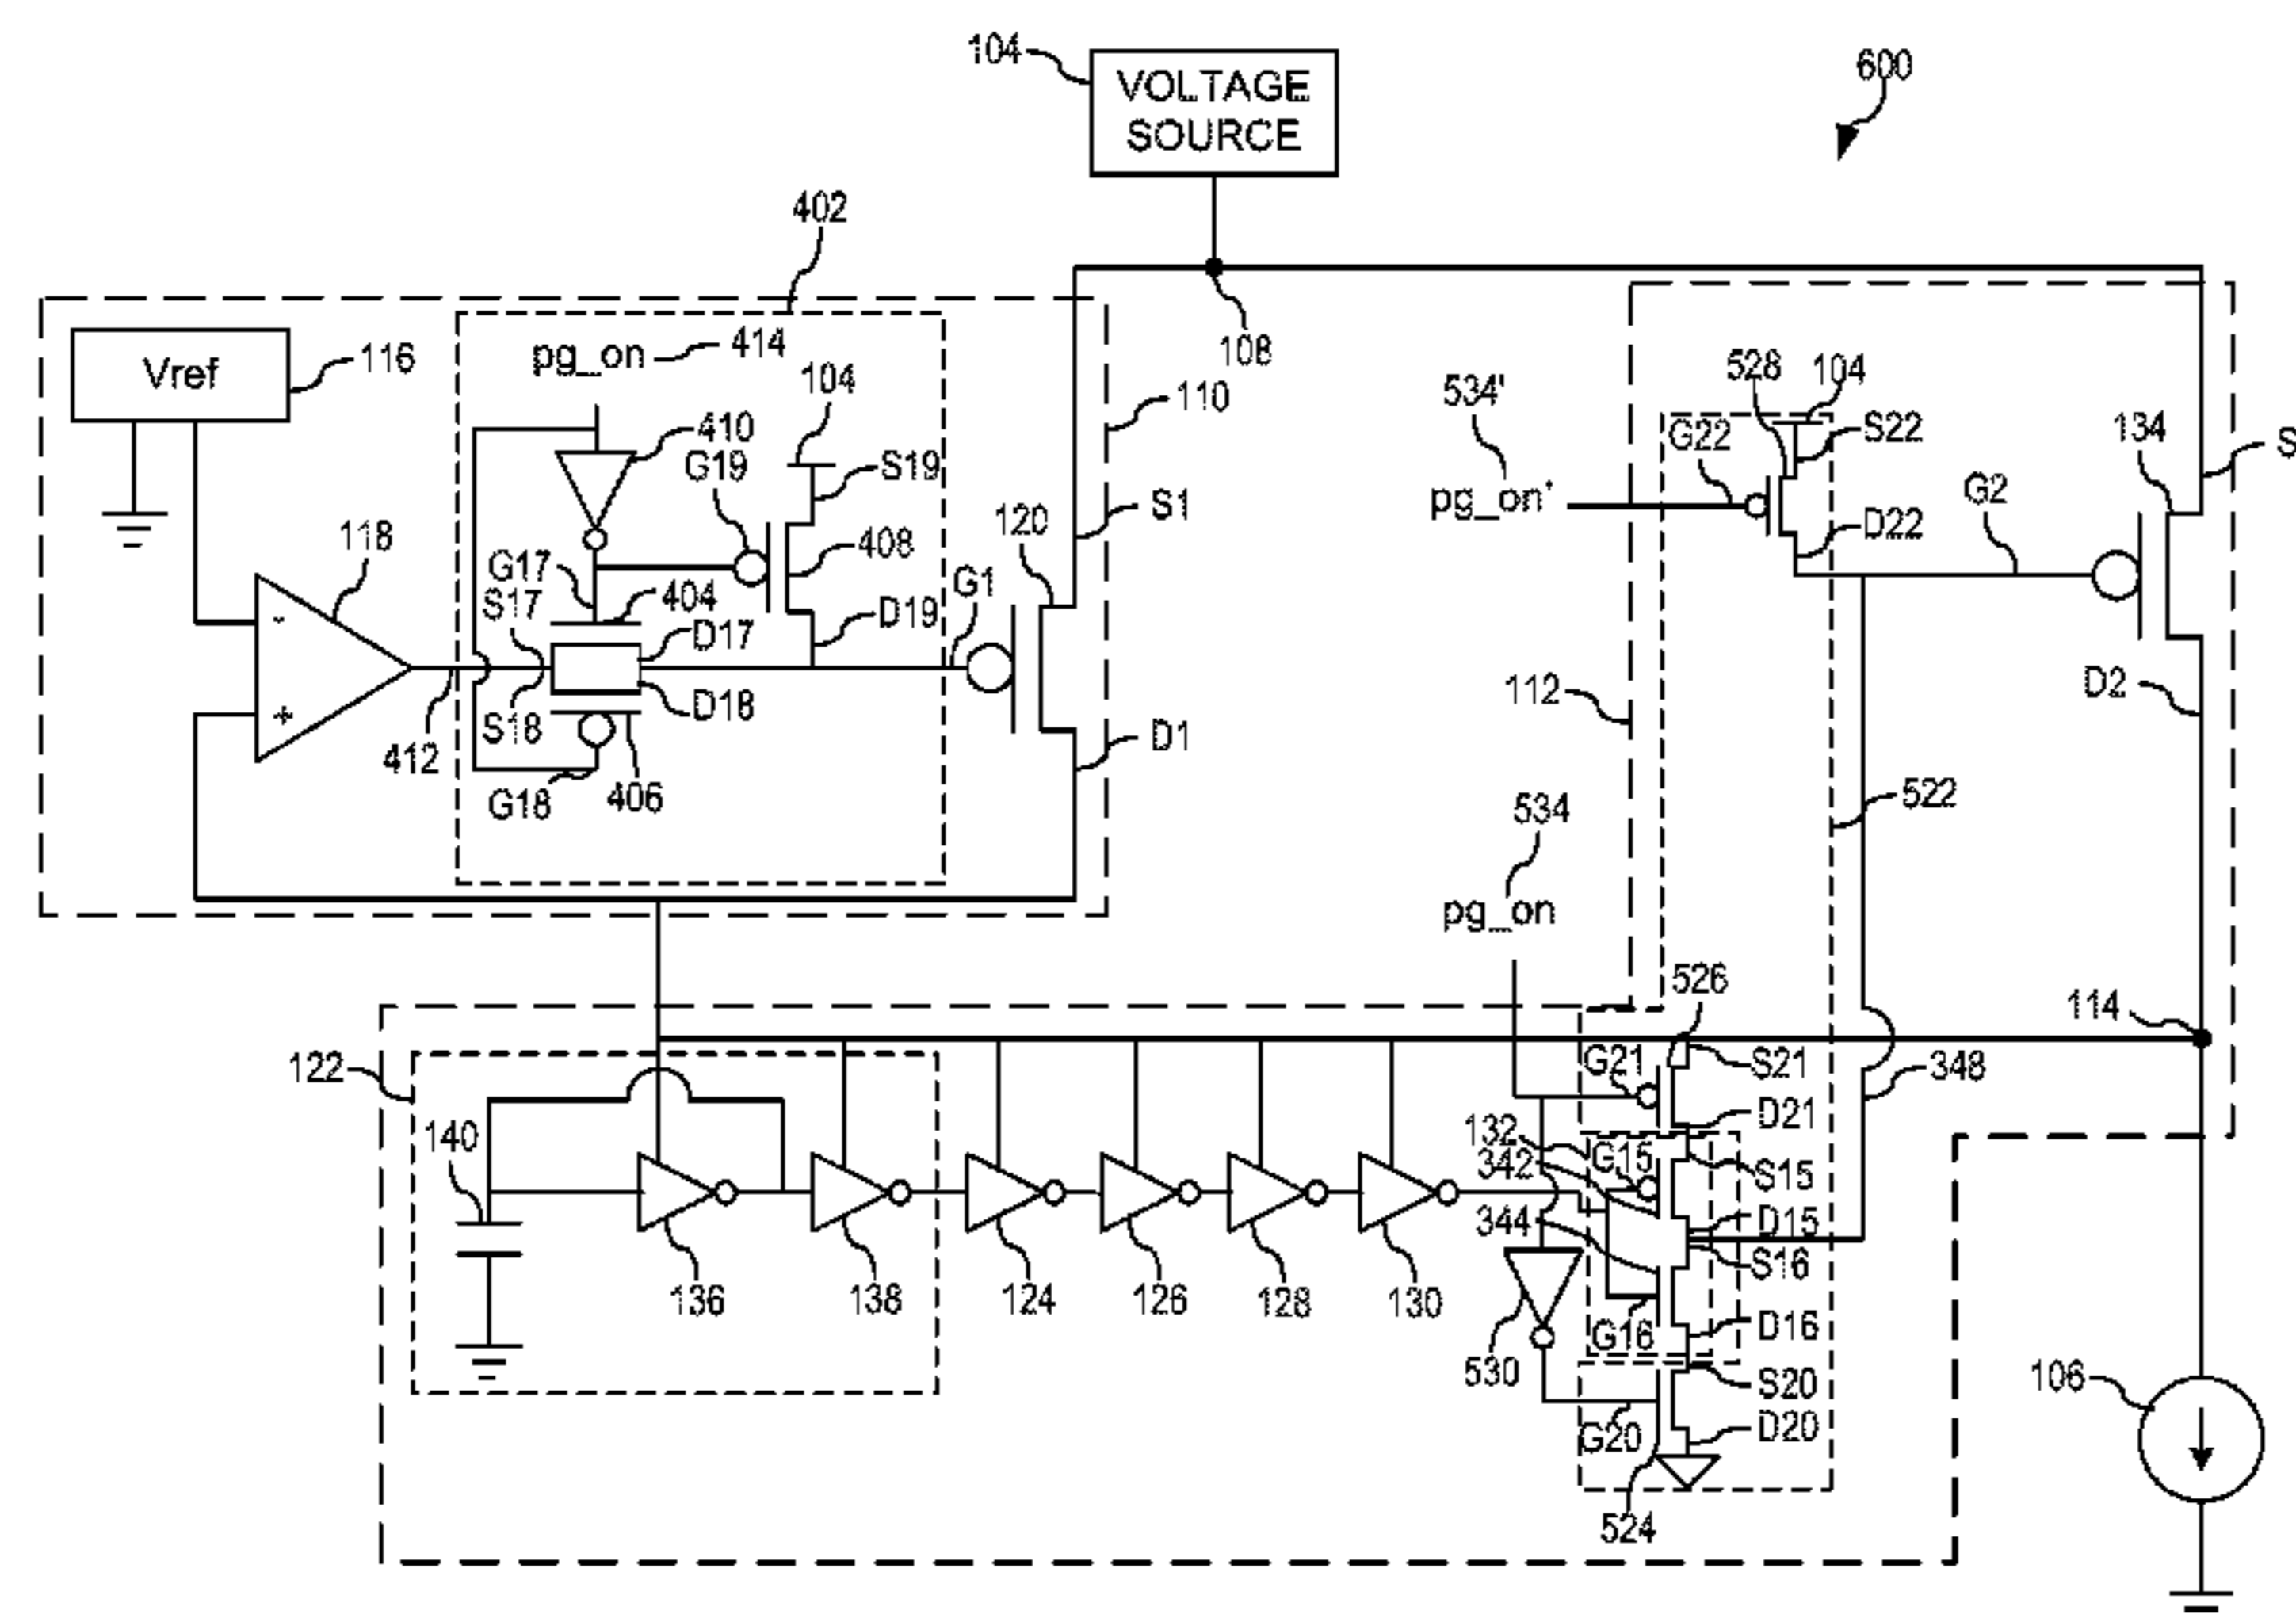 104
VOLTAGE
SOURCE
600
402
Vref
116
pg_on
414
104
108
110
534'
pg_on'
528
104
G22
S22
134
S
410
G19
S19
S1
G2
D22
118
G17
S17
404
408
120
G1
D17
D19
-
+
D18
S18
412
G18
406
D1
112
D2
522
534
pg_on
526
114
122
G21
S21
348
D21
140
132
G15
342
S15
D15
344
S16
136
138
124
126
128
130
G16
D16
530
S20
106
G20
D20
524